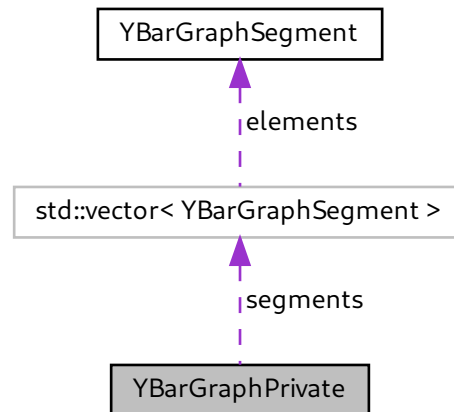 YBarGraphSegment
elements
std::vector< YBarGraphSegment >
segments
YBarGraphPrivate